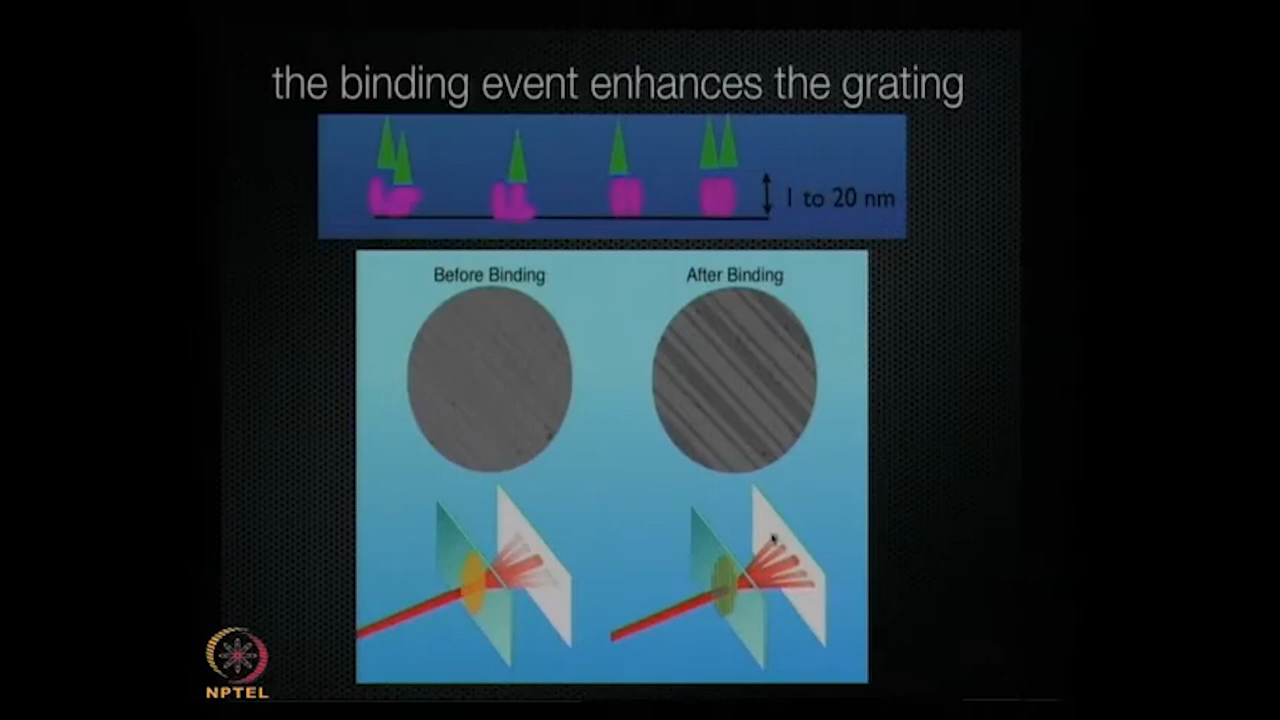 the binding event enhances the grating
1 to 20 nm
Before Binding
After Binding
NPTEL